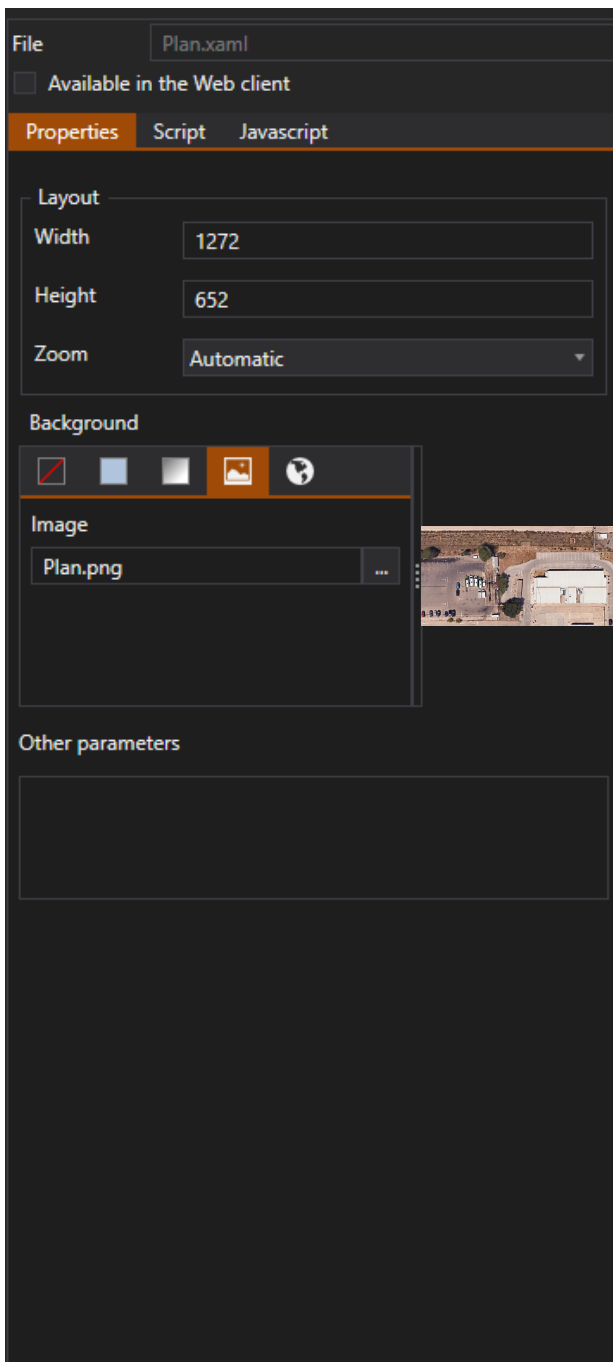 File
Plan.xaml
Available in the Web client
Properties Script Javascript
Layout
Width
1272
Height
652
Zoom
Automatic
Background
Image
Plan.png
...
Other parameters